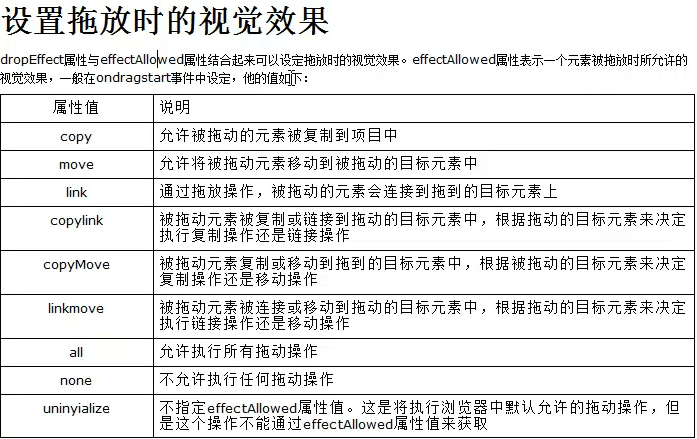 设置拖放时的视觉效果
dropEffect属性与effectAllowed属性结合起来可以设定拖放时的视觉效果。effectAllowed属性表示一个元素被拖放时所允许的
视觉效果，一般在ondragstart事件中设定，他的值如下：
属性值 说明
copy 允许被拖动的元素被复制到项目中
move 允许将被拖动元素移动到被拖动的目标元素中
link 通过拖放操作，被拖动的元素会连接到拖到的目标元素上
copylink 被拖动元素被复制或链接到拖动的目标元素中，根据拖动的目标元素来决定
执行复制操作还是链接操作
copyMove 被拖动元素复制或移动到拖到的目标元素中，根据被拖动的目标元素来决定
复制操作还是移动操作
linkmove 被拖动元素被连接或移动到拖动的目标元素中，根据拖动的目标元素来决定
执行链接操作还是移动操作
all 允许执行所有拖动操作
none 不允许执行任何拖动操作
uninyialize 不指定effectAllowed属性值。这是将执行浏览器中默认允许的拖动操作，但
是这个操作不能通过effectAllowed属性值来获取